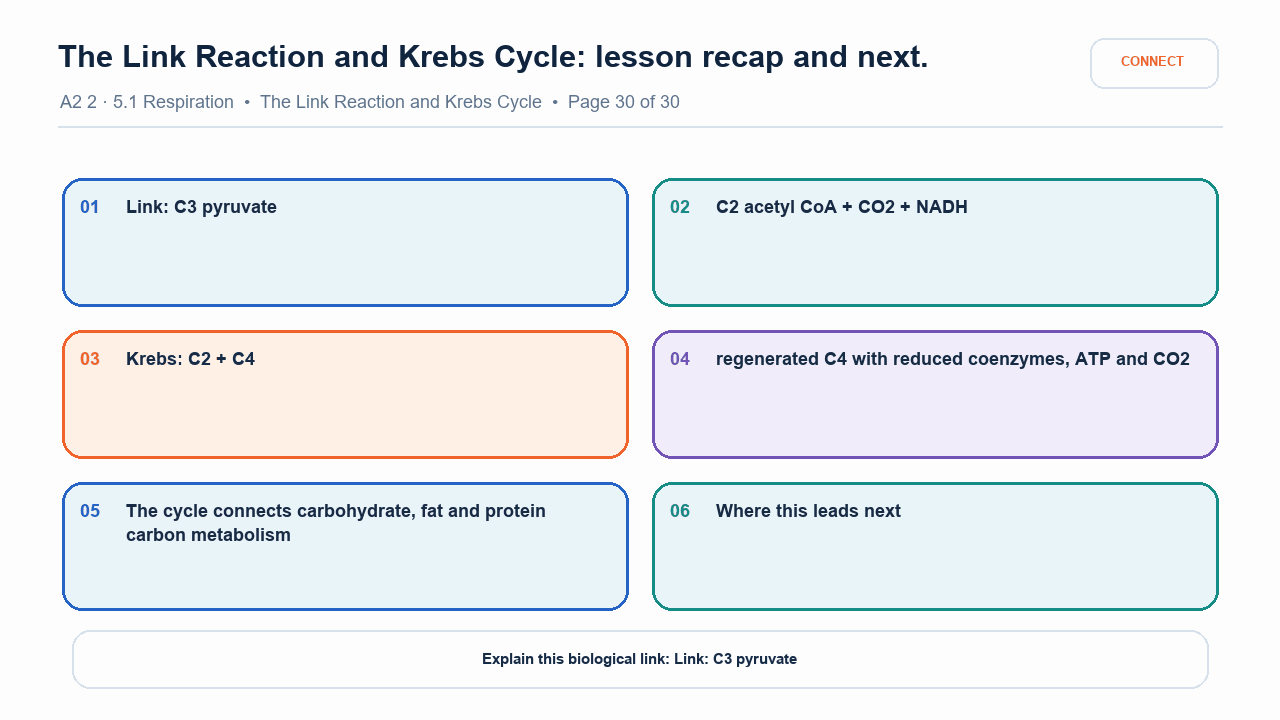 The Link Reaction and Krebs Cycle: lesson recap and next.
CONNECT
A2 2 · 5.1 Respiration • The Link Reaction and Krebs Cycle • Page 30 of 30
01 Link: C3 pyruvate
02 C2 acetyl CoA + CO2 + NADH
03 Krebs: C2 + C4
04 regenerated C4 with reduced coenzymes, ATP and CO2
05 The cycle connects carbohydrate, fat and protein
carbon metabolism
06 Where this leads next
Explain this biological link: Link: C3 pyruvate